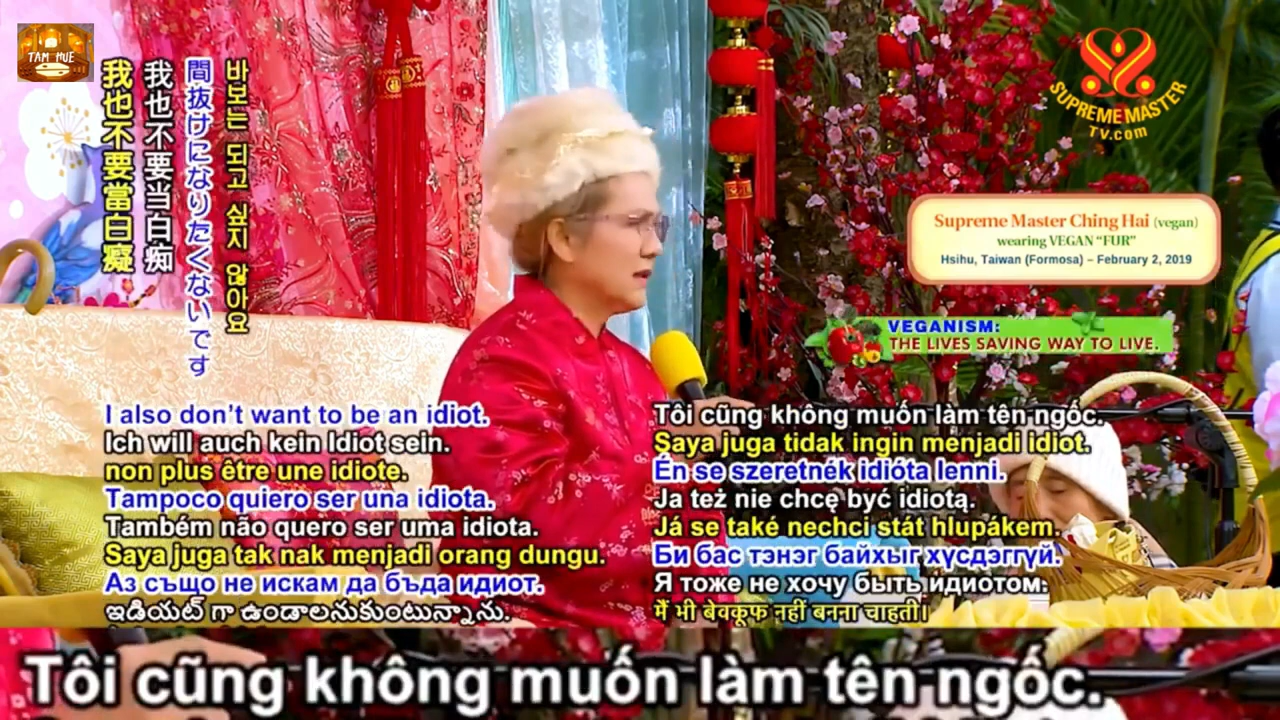 TAM HUE
我也不要當白癡
我也不要当白痴
間抜けになりたくないです
바보는 되고 싶지 않아요
SUPREME MASTER
TV.com
Supreme Master Ching Hai (vegan)
wearing VEGAN “FUR”
Hsihu, Taiwan (Formosa) – February 2, 2019
VEGANISM:
THE LIVES SAVING WAY TO LIVE.
I also don’t want to be an idiot.
Ich will auch kein Idiot sein.
non plus être une idiote.
Tampoco quiero ser una idiota.
Também não quero ser uma idiota.
Saya juga tak nak menjadi orang dungu.
Аз също не искам да бъда идиот.
ఇడియట్ గా ఉండాలనుకుంటున్నాను.
Tôi cũng không muốn làm tên ngốc.
Saya juga tidak ingin menjadi idiot.
Én se szeretnék idióta lenni.
Ja też nie chcę być idiotą.
Já se také nechci stát hlupákem.
Би бас тэнэг байхыг хүсдэггүй.
Я тоже не хочу быть идиотом.
मैं भी बेवकूफ नहीं बनना चाहती।
Tôi cũng không muốn làm tên ngốc.